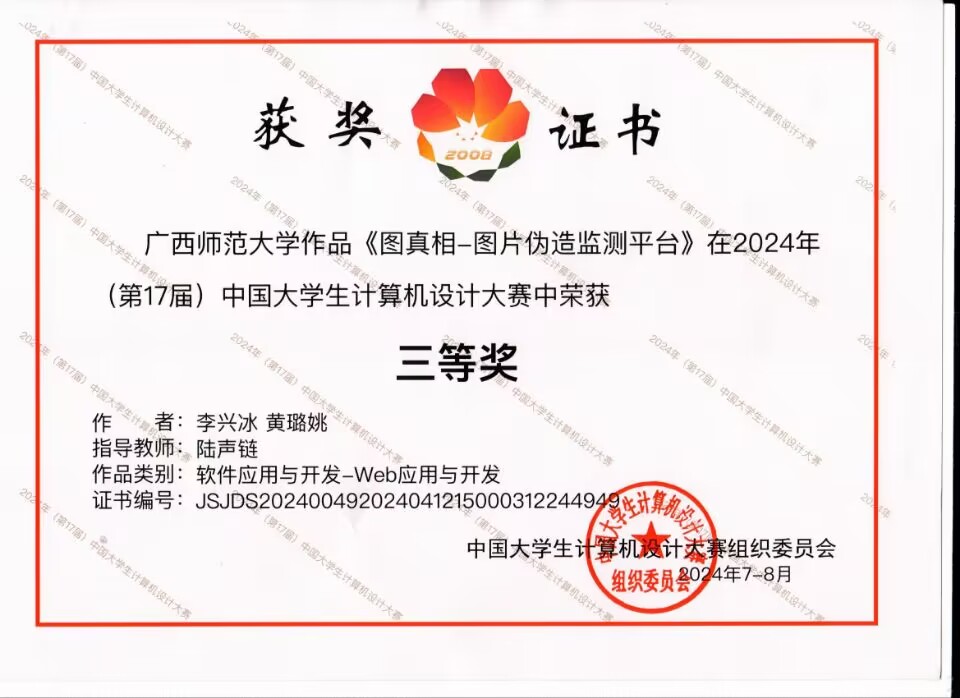 获奖证书
2008
广西师范大学作品《图真相-图片伪造监测平台》在2024年
（第17届）中国大学生计算机设计大赛中荣获
三等奖
作 者：李兴冰 黄璐姚
指导教师：陆声链
作品类别：软件应用与开发-Web应用与开发
证书编号：JSJDS20240049202404121500031224494​9
中国大学生计算机设计大赛组织委员会
2024年7-8月
中国大学生计算机设计大赛
组织委员会
2024年（第17届）中国大学生计算机设计大赛